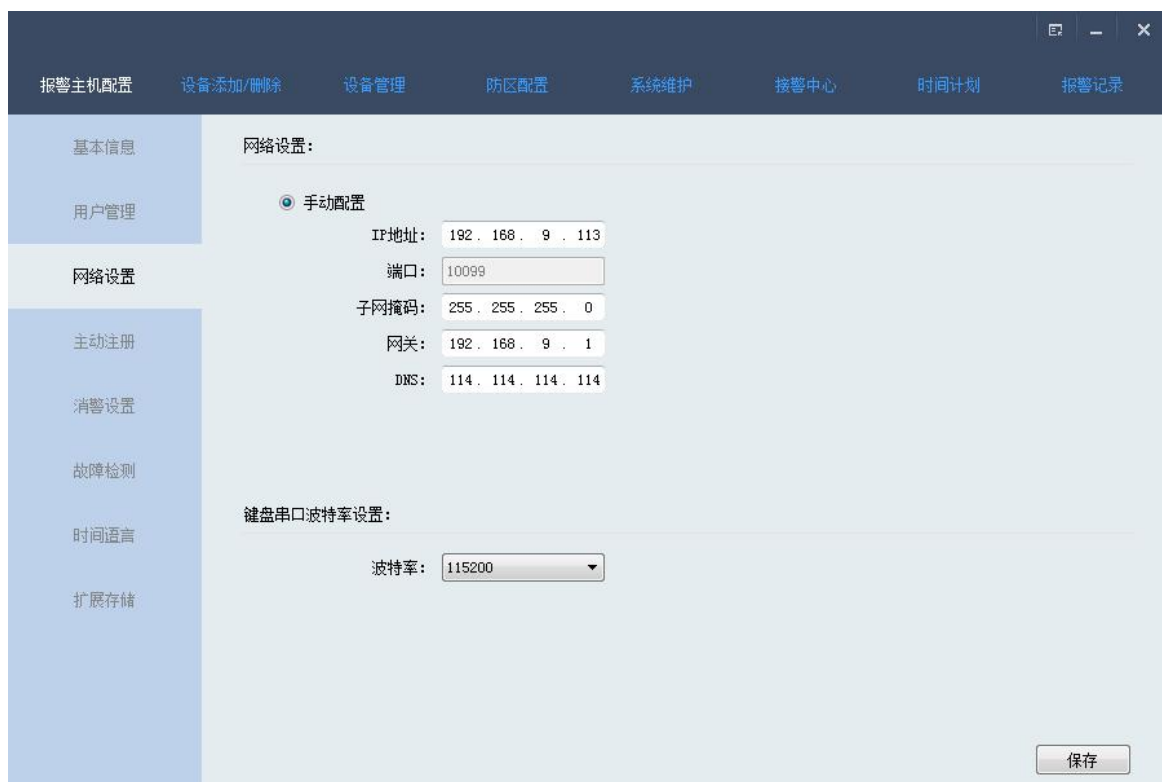 报警主机配置 设备添加/删除 设备管理 防区配置 系统维护 接警中心 时间计划 报警记录
基本信息
用户管理
网络设置
主动注册
消警设置
故障检测
时间语言
扩展存储
网络设置：
手动配置
IP地址： 192 . 168 . 9 . 113
端口： 10099
子网掩码： 255 . 255 . 255 . 0
网关： 192 . 168 . 9 . 1
DNS： 114 . 114 . 114 . 114
键盘串口波特率设置：
波特率： 115200
保存